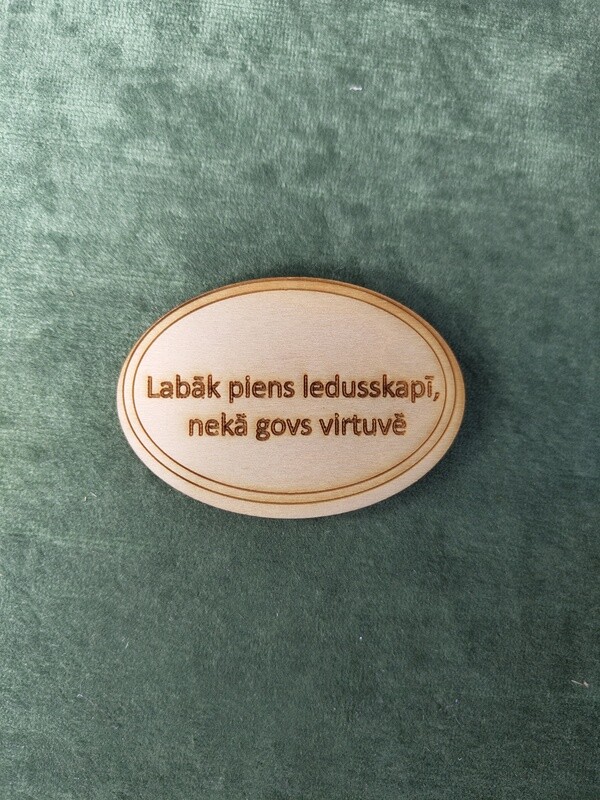 Labāk piens ledusskapī,
nekā govs virtuvē